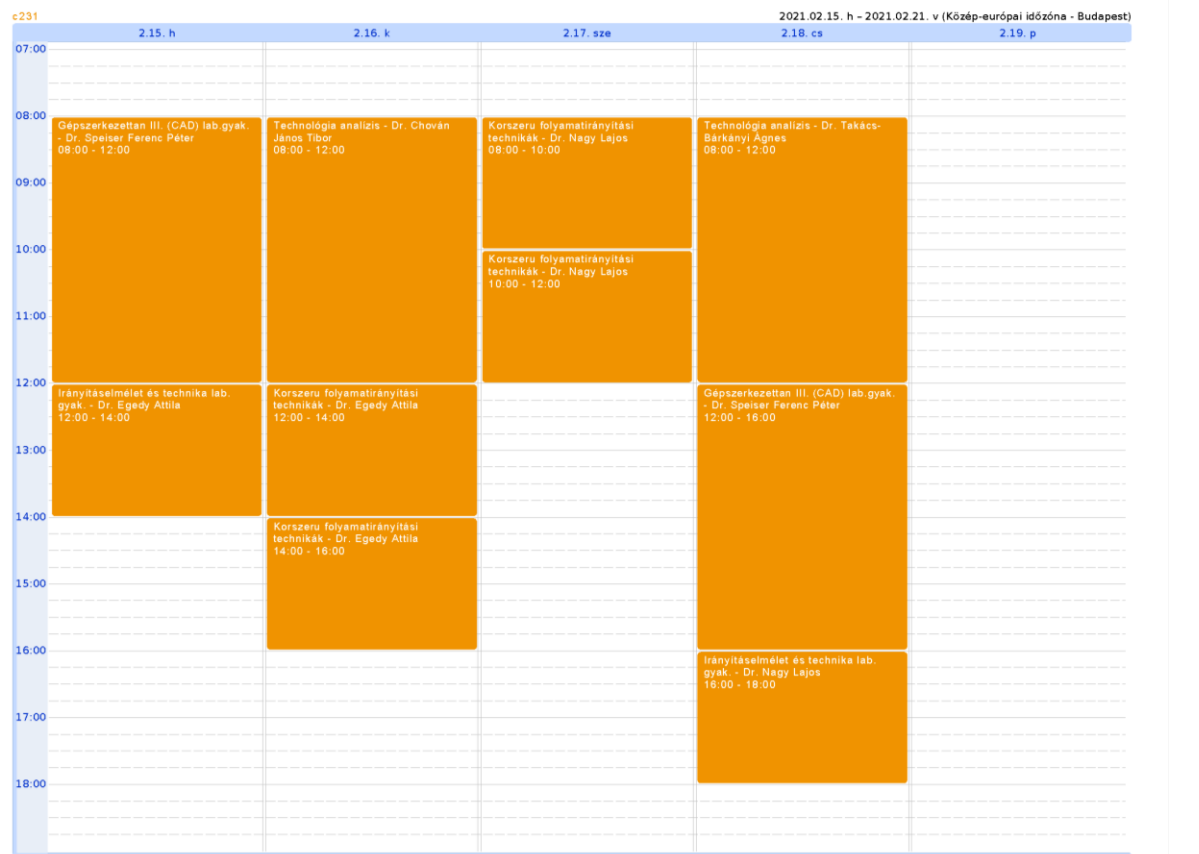 c231
2021.02.15. h – 2021.02.21. v (Közép-európai időzóna - Budapest)
2.15. h
2.16. k
2.17. sze
2.18. cs
2.19. p
07:00
08:00
09:00
10:00
11:00
12:00
13:00
14:00
15:00
16:00
17:00
18:00
Gépszerkezettan III. (CAD) lab.gyak.
- Dr. Speiser Ferenc Péter
08:00 - 12:00
Irányításelmélet és technika lab.
gyak. - Dr. Egedy Attila
12:00 - 14:00
Technológia analízis - Dr. Chován
János Tibor
08:00 - 12:00
Korszeru folyamatirányítási
technikák - Dr. Egedy Attila
12:00 - 14:00
Korszeru folyamatirányítási
technikák - Dr. Egedy Attila
14:00 - 16:00
Korszeru folyamatirányítási
technikák - Dr. Nagy Lajos
08:00 - 10:00
Korszeru folyamatirányítási
technikák - Dr. Nagy Lajos
10:00 - 12:00
Technológia analízis - Dr. Takács-
Bárkányi Ágnes
08:00 - 12:00
Gépszerkezettan III. (CAD) lab.gyak.
- Dr. Speiser Ferenc Péter
12:00 - 16:00
Irányításelmélet és technika lab.
gyak. - Dr. Nagy Lajos
16:00 - 18:00